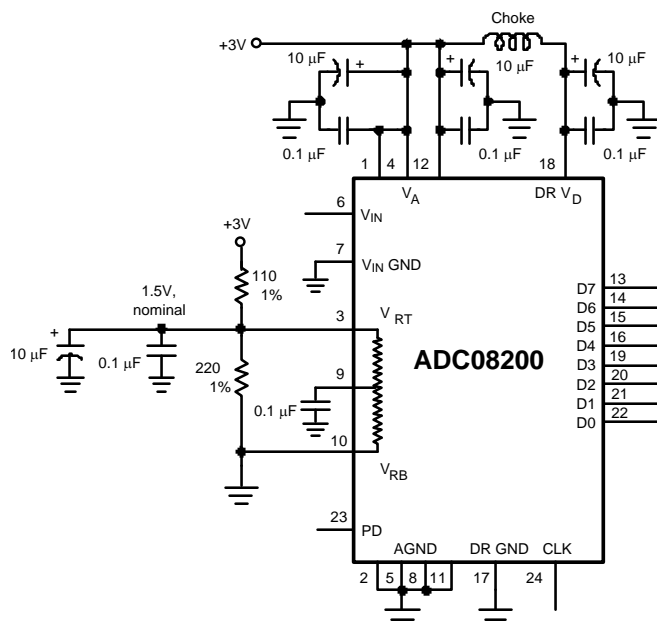 Choke
+3V
10 µF
+
+
10 µF
+
10 µF
0.1 µF
0.1 µF
0.1 µF
1
4
12
18
V_A
DR V_D
6
V_IN
7
V_IN GND
+3V
110
1%
1.5V,
nominal
3
V_RT
+
10 µF
0.1 µF
220
1%
9
0.1 µF
10
V_RB
ADC08200
D7
13
D6
14
D5
15
D4
16
D3
19
D2
20
D1
21
D0
22
23
PD
AGND
DR GND
CLK
2
5
8
11
17
24